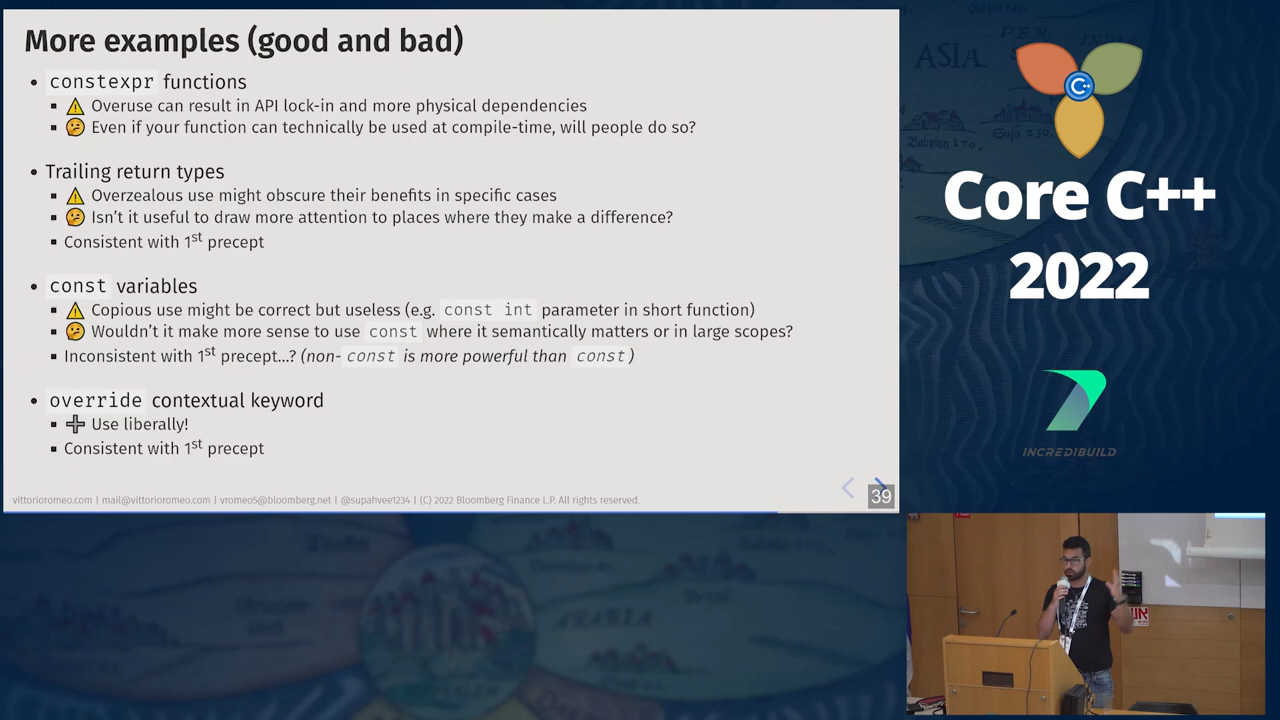 More examples (good and bad)
• constexpr functions
▪ ⚠ Overuse can result in API lock-in and more physical dependencies
▪ 🤔 Even if your function can technically be used at compile-time, will people do so?
• Trailing return types
▪ ⚠ Overzealous use might obscure their benefits in specific cases
▪ 🤔 Isn't it useful to draw more attention to places where they make a difference?
▪ Consistent with 1st precept
• const variables
▪ ⚠ Copious use might be correct but useless (e.g. const int parameter in short function)
▪ 🤔 Wouldn't it make more sense to use const where it semantically matters or in large scopes?
▪ Inconsistent with 1st precept...? (non-const is more powerful than const)
• override contextual keyword
▪ ➕ Use liberally!
▪ Consistent with 1st precept
vittorioromeo.com | mail@vittorioromeo.com | vromeo5@bloomberg.net | @supahvee1234 | (C) 2022 Bloomberg Finance L.P. All rights reserved.
39
ASIA
C++
Core C++
2022
INCREDIBUILD
ARABIA